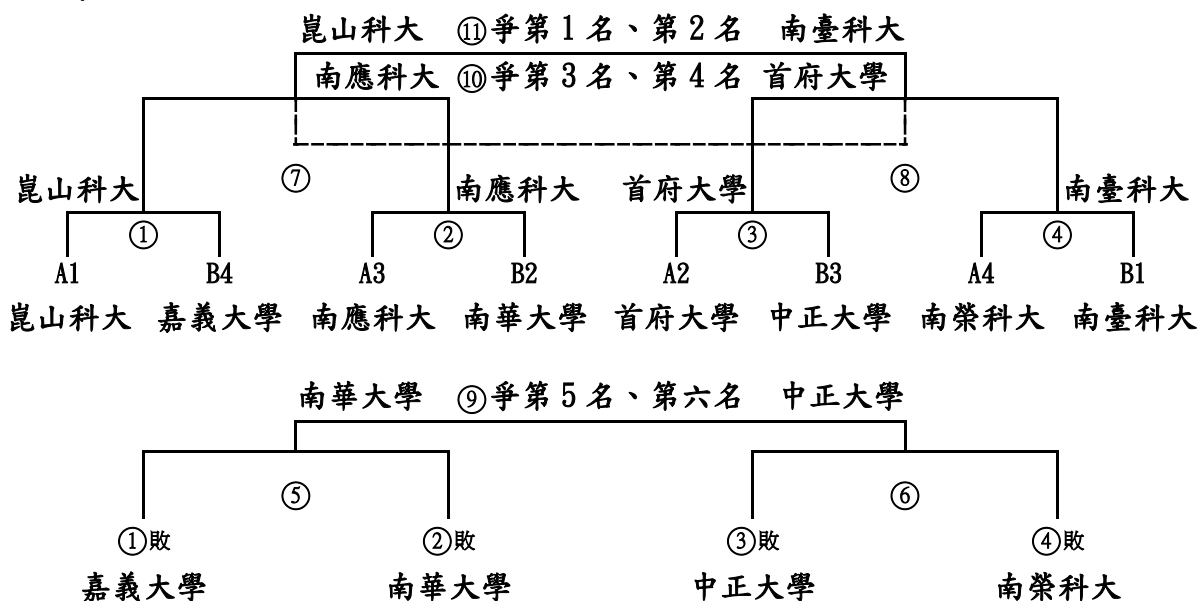 崑山科大 ⑪爭第1名、第2名 南臺科大
南應科大 ⑩爭第3名、第4名 首府大學
⑦ ⑧
崑山科大 南應科大 首府大學 南臺科大
① ② ③ ④
A1 B4 A3 B2 A2 B3 A4 B1
崑山科大 嘉義大學 南應科大 南華大學 首府大學 中正大學 南榮科大 南臺科大
南華大學 ⑨爭第5名、第六名 中正大學
⑤ ⑥
①敗 ②敗 ③敗 ④敗
嘉義大學 南華大學 中正大學 南榮科大